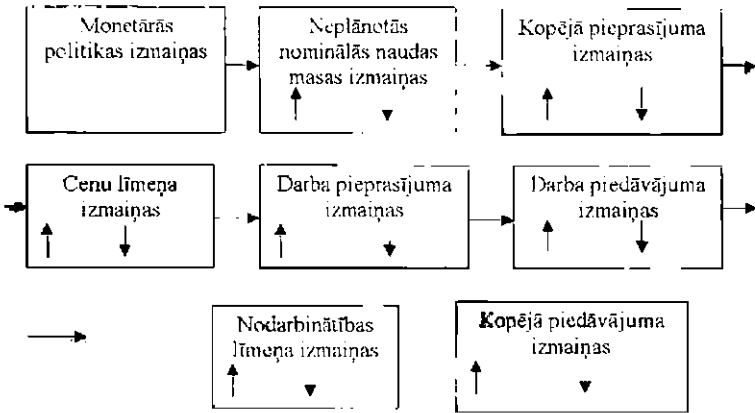 Monetārās
politikas izmaiņas
Neplānotās
nominālās naudas
masas izmaiņas
Kopējā pieprasījuma
izmaiņas
Cenu līmeņa
izmaiņas
Darba pieprasījuma
izmaiņas
Darba piedāvājuma
izmaiņas
Nodarbinātības
līmeņa izmaiņas
Kopējā piedāvājuma
izmaiņas